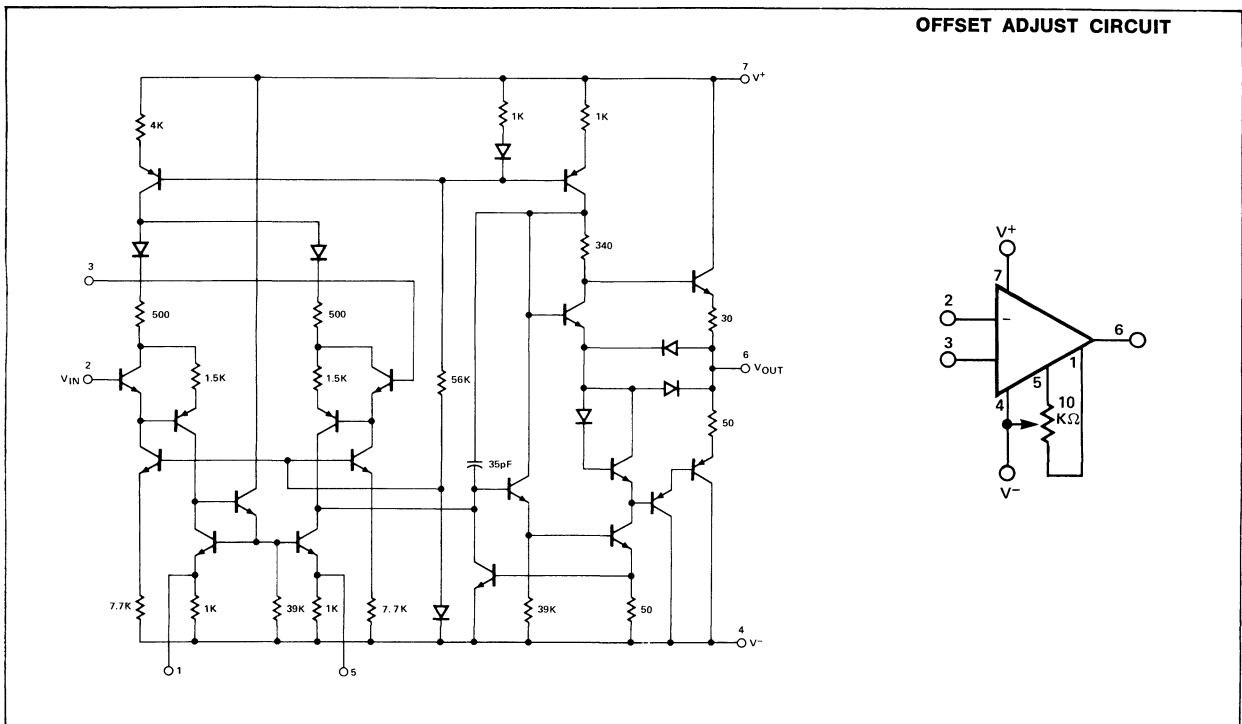 OFFSET ADJUST CIRCUIT
7
V+
4K
1K
1K
340
3
500
500
30
2
VIN
1.5K
1.5K
56K
6
VOUT
50
35pF
7.7K
1K
39K
1K
7.7K
39K
50
4
V−
1
5
V+
7
2
−
3
6
1
5
4
10
KΩ
V−